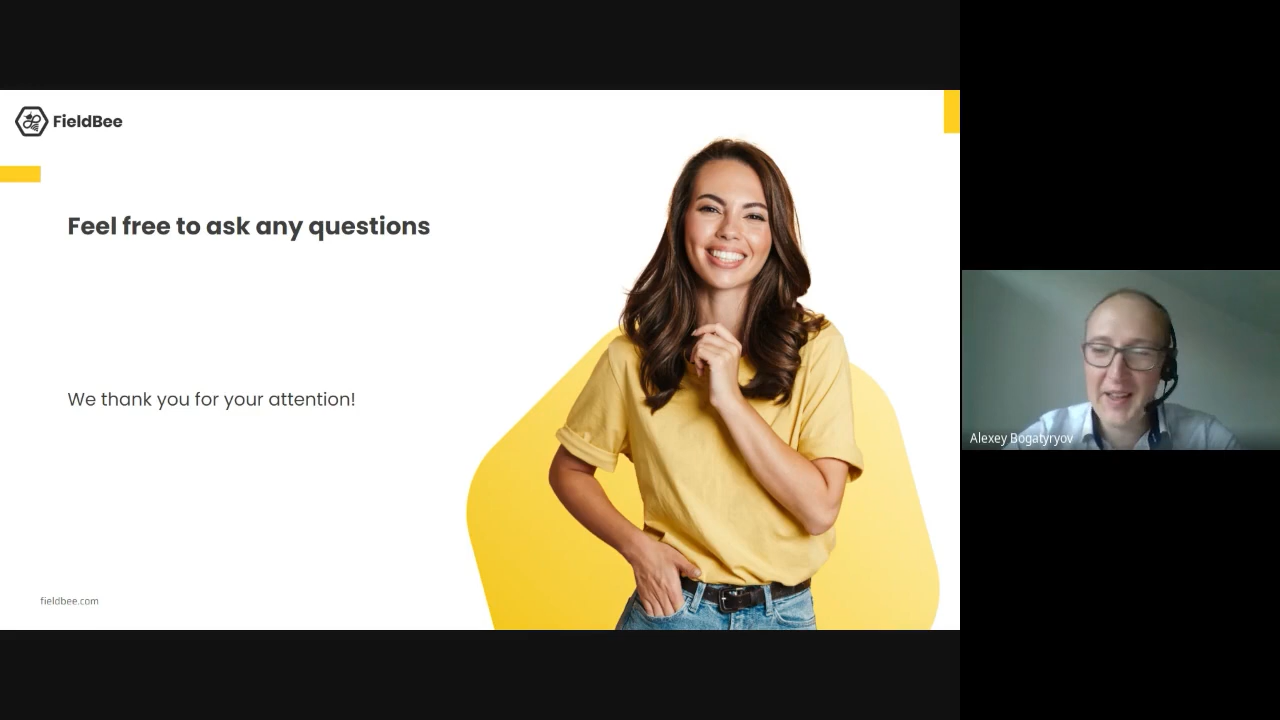 FieldBee
Feel free to ask any questions
We thank you for your attention!
fieldbee.com
Alexey Bogatyryov